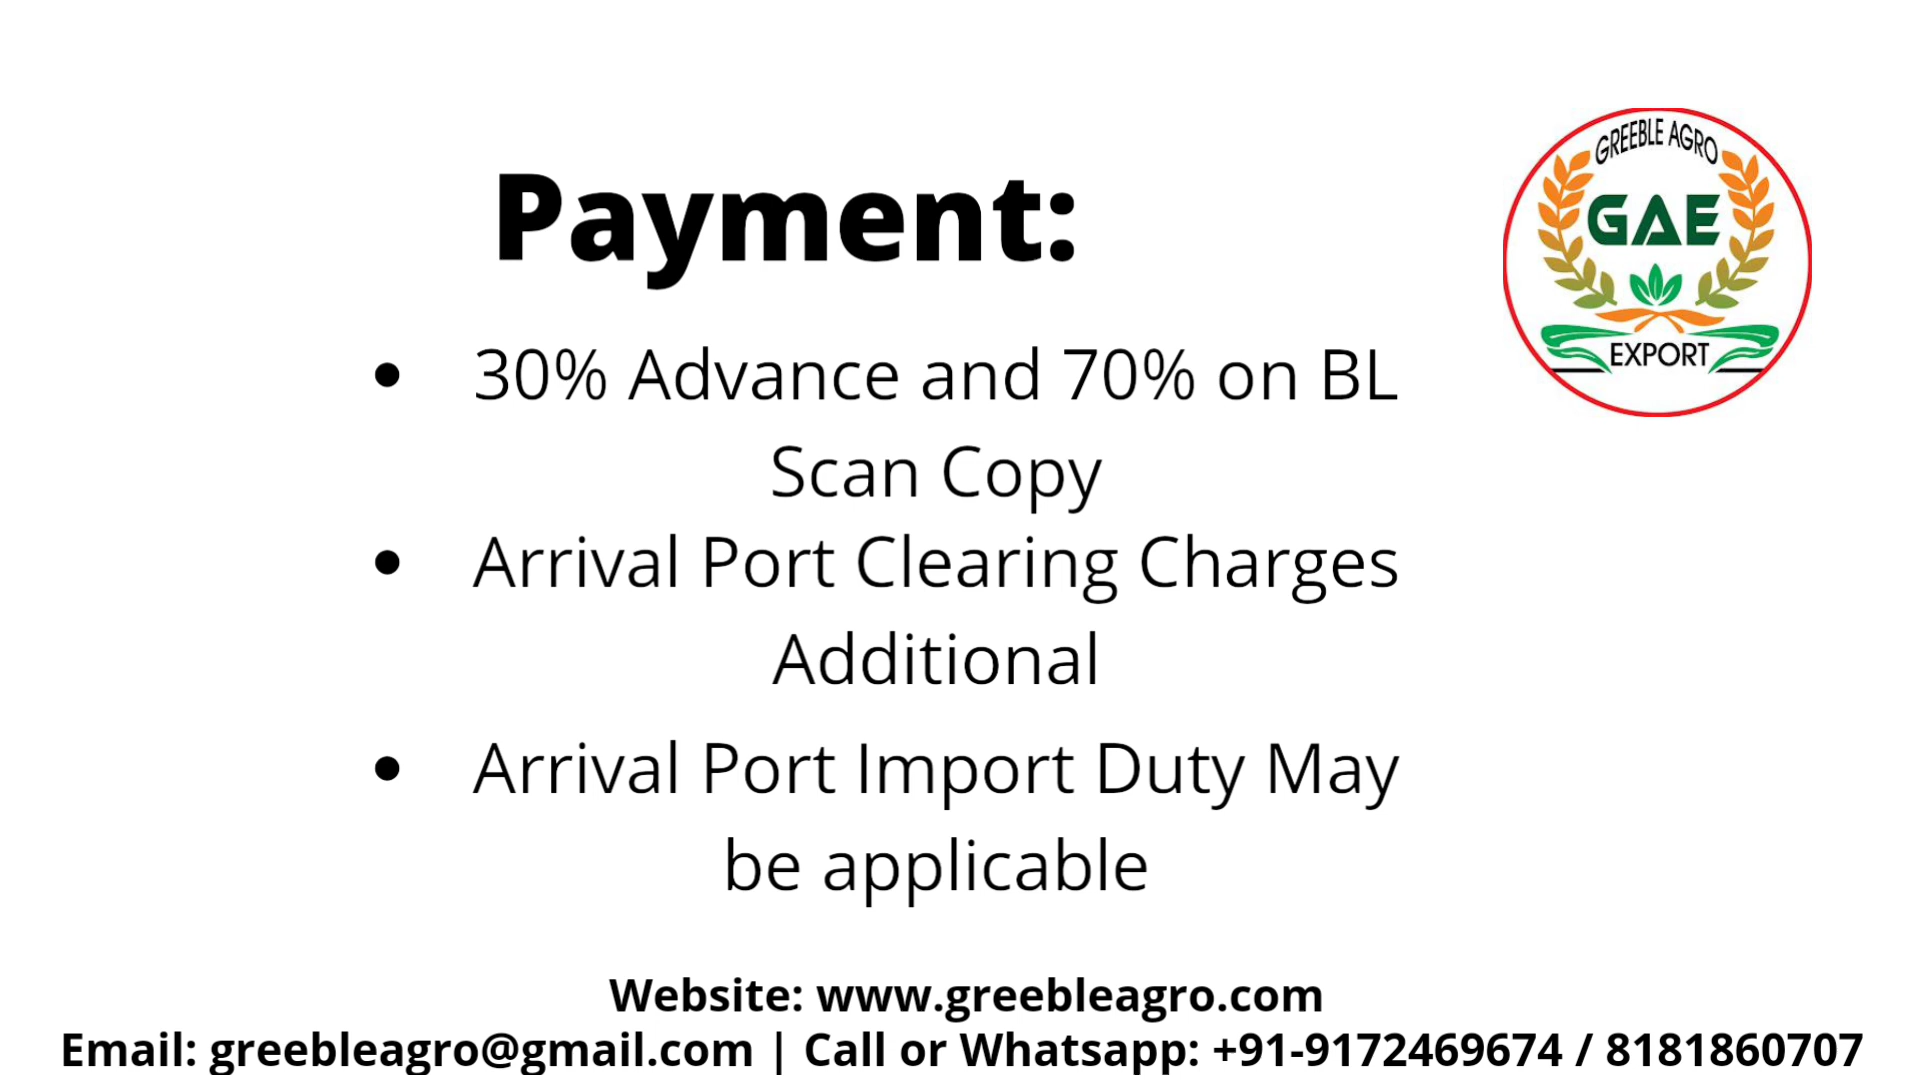 GREEBLE AGRO
GAE
EXPORT
Payment:
• 30% Advance and 70% on BL
Scan Copy
• Arrival Port Clearing Charges
Additional
• Arrival Port Import Duty May
be applicable
Website: www.greebleagro.com
Email: greebleagro@gmail.com | Call or Whatsapp: +91-9172469674 / 8181860707